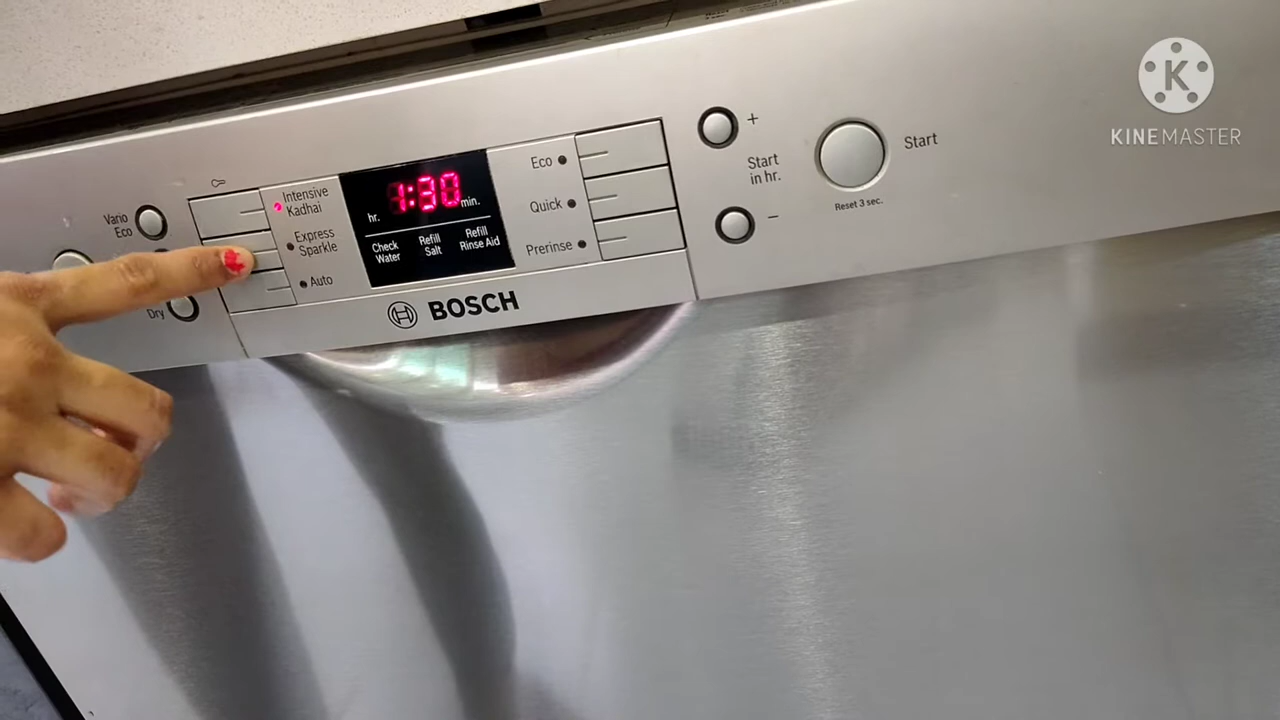 KINEMASTER
Vano
Eco
Dry
Intensive
Kadhai
Express
Sparkle
Auto
1:30
hr.
min.
Check
Water
Refill
Salt
Refill
Rinse Aid
Eco
Quick
Prerinse
BOSCH
+
Start
in hr.
−
Start
Reset 3 sec.